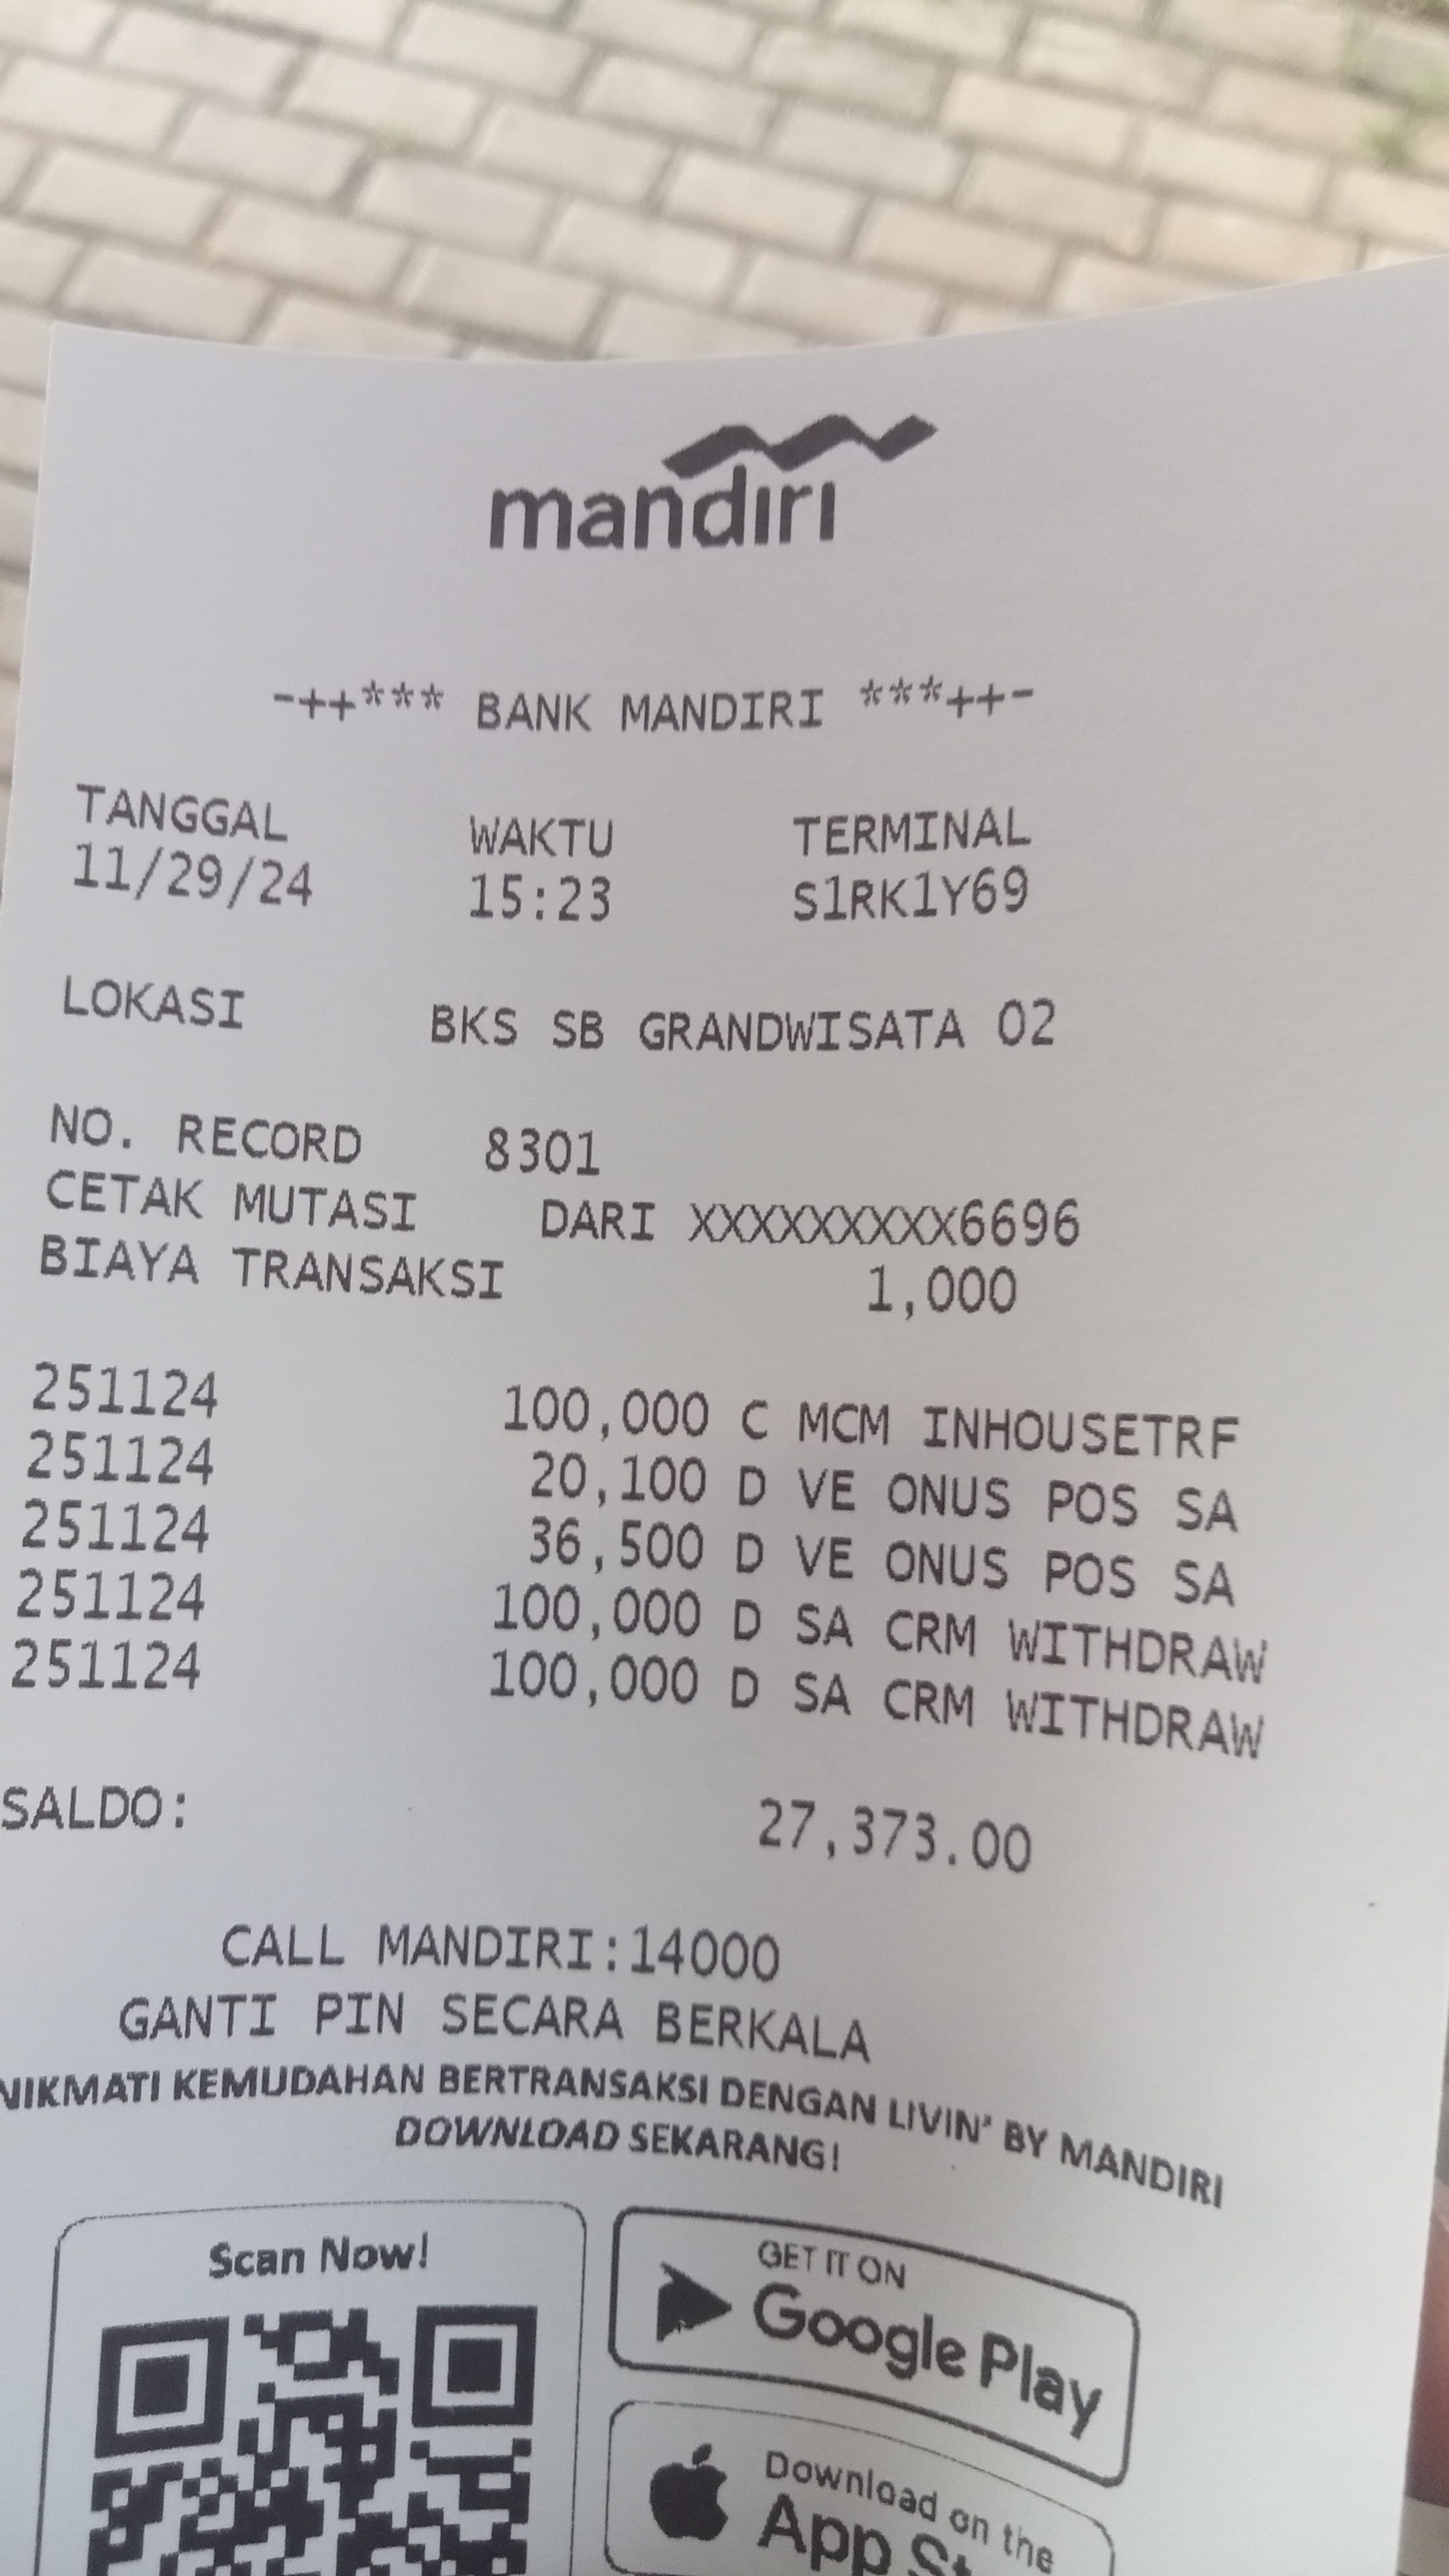 mandiri
-++*** BANK MANDIRI ***++-
TANGGAL WAKTU TERMINAL
11/29/24 15:23 S1RK1Y69
LOKASI BKS SB GRANDWISATA 02
NO. RECORD 8301
CETAK MUTASI DARI XXXXXXXXX6696
BIAYA TRANSAKSI 1,000
251124 100,000 C MCM INHOUSETRF
251124 20,100 D VE ONUS POS SA
251124 36,500 D VE ONUS POS SA
251124 100,000 D SA CRM WITHDRAW
251124 100,000 D SA CRM WITHDRAW
SALDO: 27,373.00
CALL MANDIRI:14000
GANTI PIN SECARA BERKALA
NIKMATI KEMUDAHAN BERTRANSAKSI DENGAN LIVIN' BY MANDIRI
DOWNLOAD SEKARANG!
Scan Now!
GET IT ON
Google Play
Download on the
App St